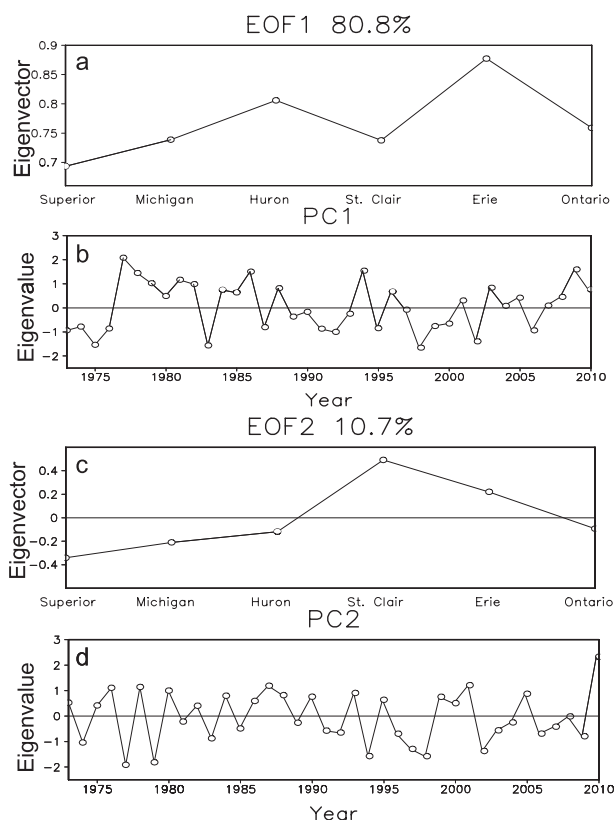 EOF1 80.8%
a
Eigenvector
0.9
0.85
0.8
0.75
0.7
Superior Michigan Huron St. Clair Erie Ontario
PC1
b
Eigenvalue
3
2
1
0
-1
-2
1975 1980 1985 1990 1995 2000 2005 2010
Year
EOF2 10.7%
c
Eigenvector
0.4
0.2
0
-0.2
-0.4
Superior Michigan Huron St. Clair Erie Ontario
PC2
d
Eigenvalue
3
2
1
0
-1
-2
1975 1980 1985 1990 1995 2000 2005 2010
Year